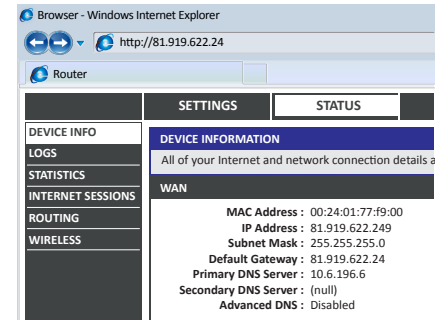 Browser - Windows Internet Explorer
http://81.919.622.24
Router
SETTINGS STATUS
DEVICE INFO
LOGS
STATISTICS
INTERNET SESSIONS
ROUTING
WIRELESS
DEVICE INFORMATION
All of your Internet and network connection details a
WAN
MAC Address : 00:24:01:77:f9:00
IP Address : 81.919.622.249
Subnet Mask : 255.255.255.0
Default Gateway : 81.919.622.24
Primary DNS Server : 10.6.196.6
Secondary DNS Server : (null)
Advanced DNS : Disabled